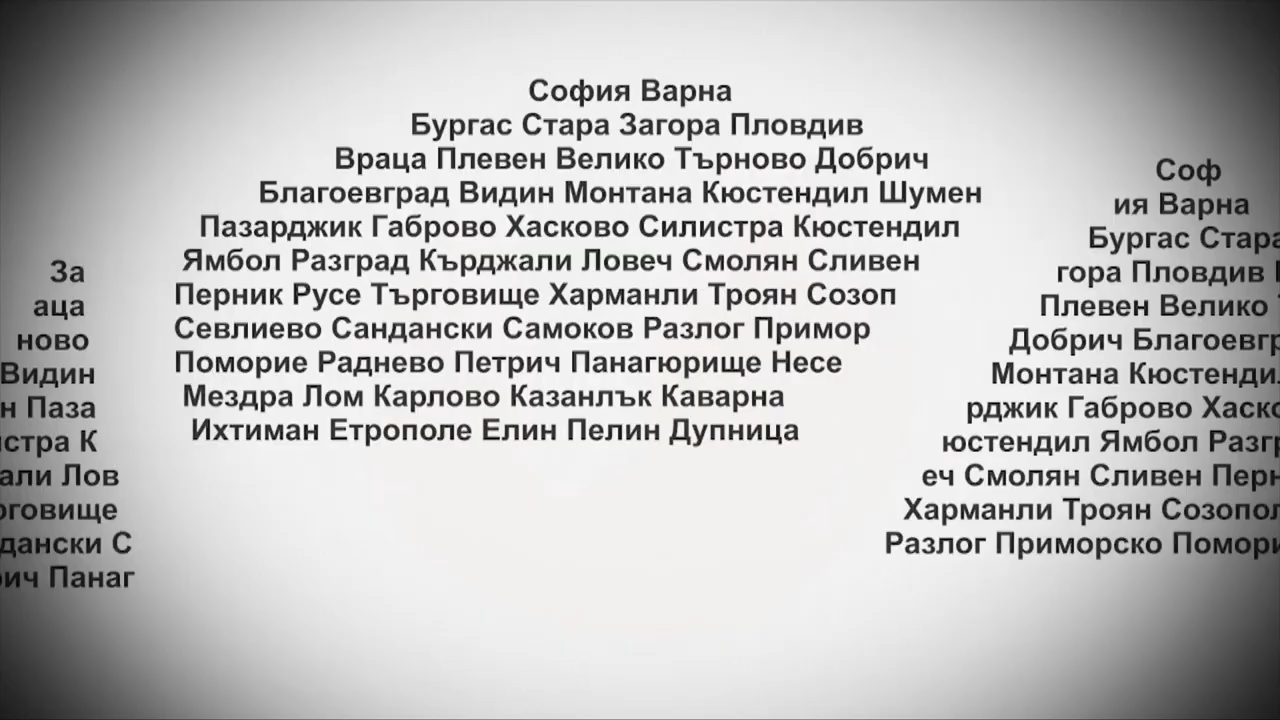 София Варна
Бургас Стара Загора Пловдив
Враца Плевен Велико Търново Добрич
Благоевград Видин Монтана Кюстендил Шумен
Пазарджик Габрово Хасково Силистра Кюстендил
Ямбол Разград Кърджали Ловеч Смолян Сливен
Перник Русе Търговище Харманли Троян Созоп
Севлиево Сандански Самоков Разлог Примор
Поморие Раднево Петрич Панагюрище Несе
Мездра Лом Карлово Казанлък Каварна
Ихтиман Етрополе Елин Пелин Дупница
За
аца
ново
Видин
н Паза
стра К
али Лов
рговище
дански С
рич Панаг
Соф
ия Варна
Бургас Стара
гора Пловдив
Плевен Велико
Добрич Благоевгр
Монтана Кюстенди
рджик Габрово Хаско
юстендил Ямбол Разгр
еч Смолян Сливен Перн
Харманли Троян Созопол
Разлог Приморско Помори